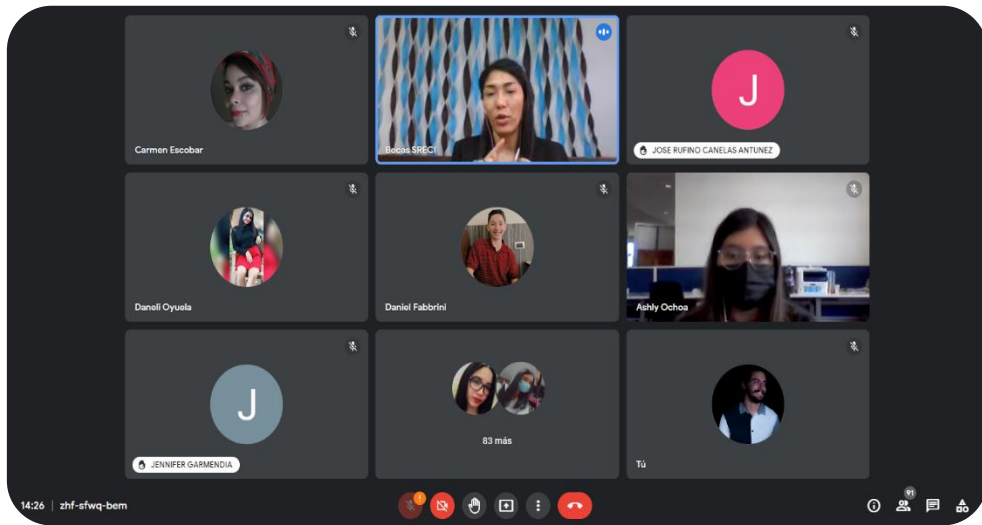 Carmen Escobar
Becas SRECI
J
JOSE RUFINO CANELAS ANTUNEZ
Daneli Oyuela
Daniel Fabbrini
Ashly Ochoa
J
JENNIFER GARMENDIA
83 más
Tú
14:26 | zhf-sfwq-bem
!
91